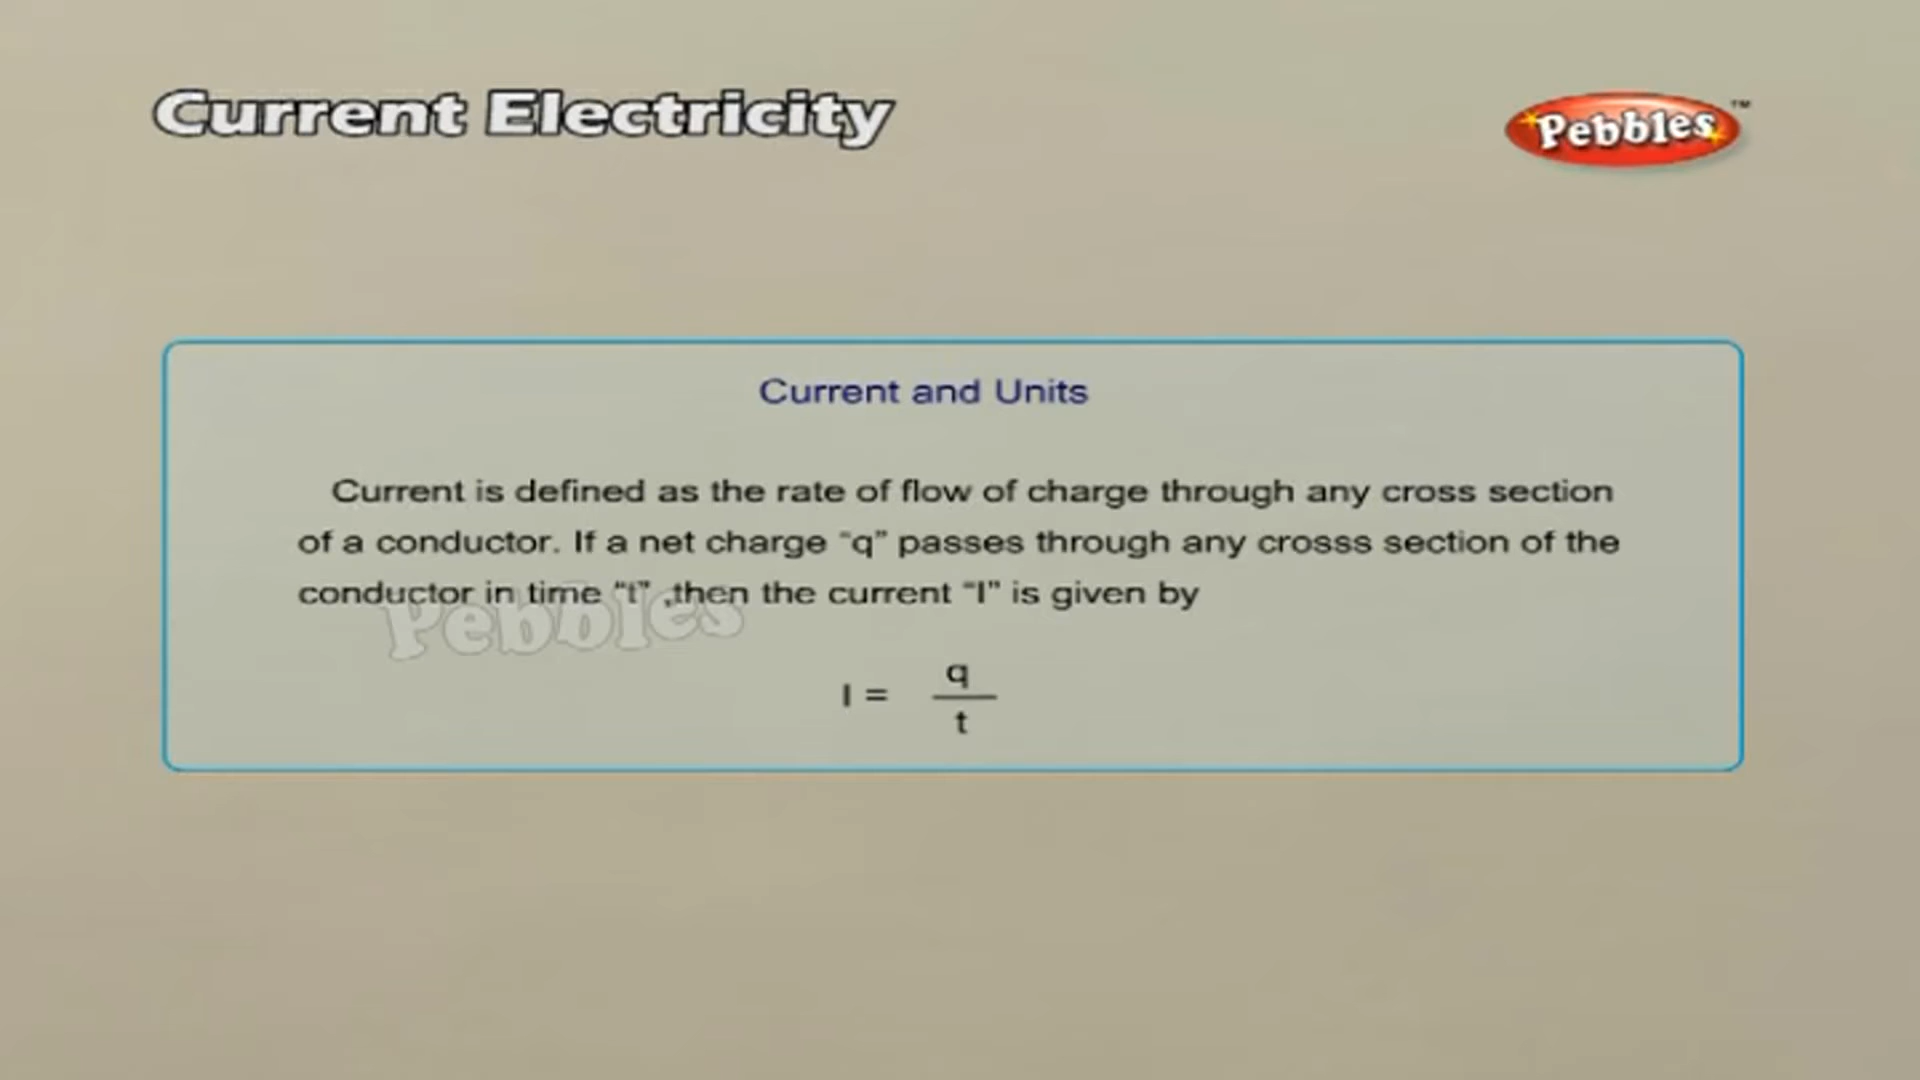 Current Electricity
Pebbles™
Current and Units
Current is defined as the rate of flow of charge through any cross section
of a conductor. If a net charge “q” passes through any crosss section of the
conductor in time “t” ,then the current “I” is given by
Pebbles
I = q
t